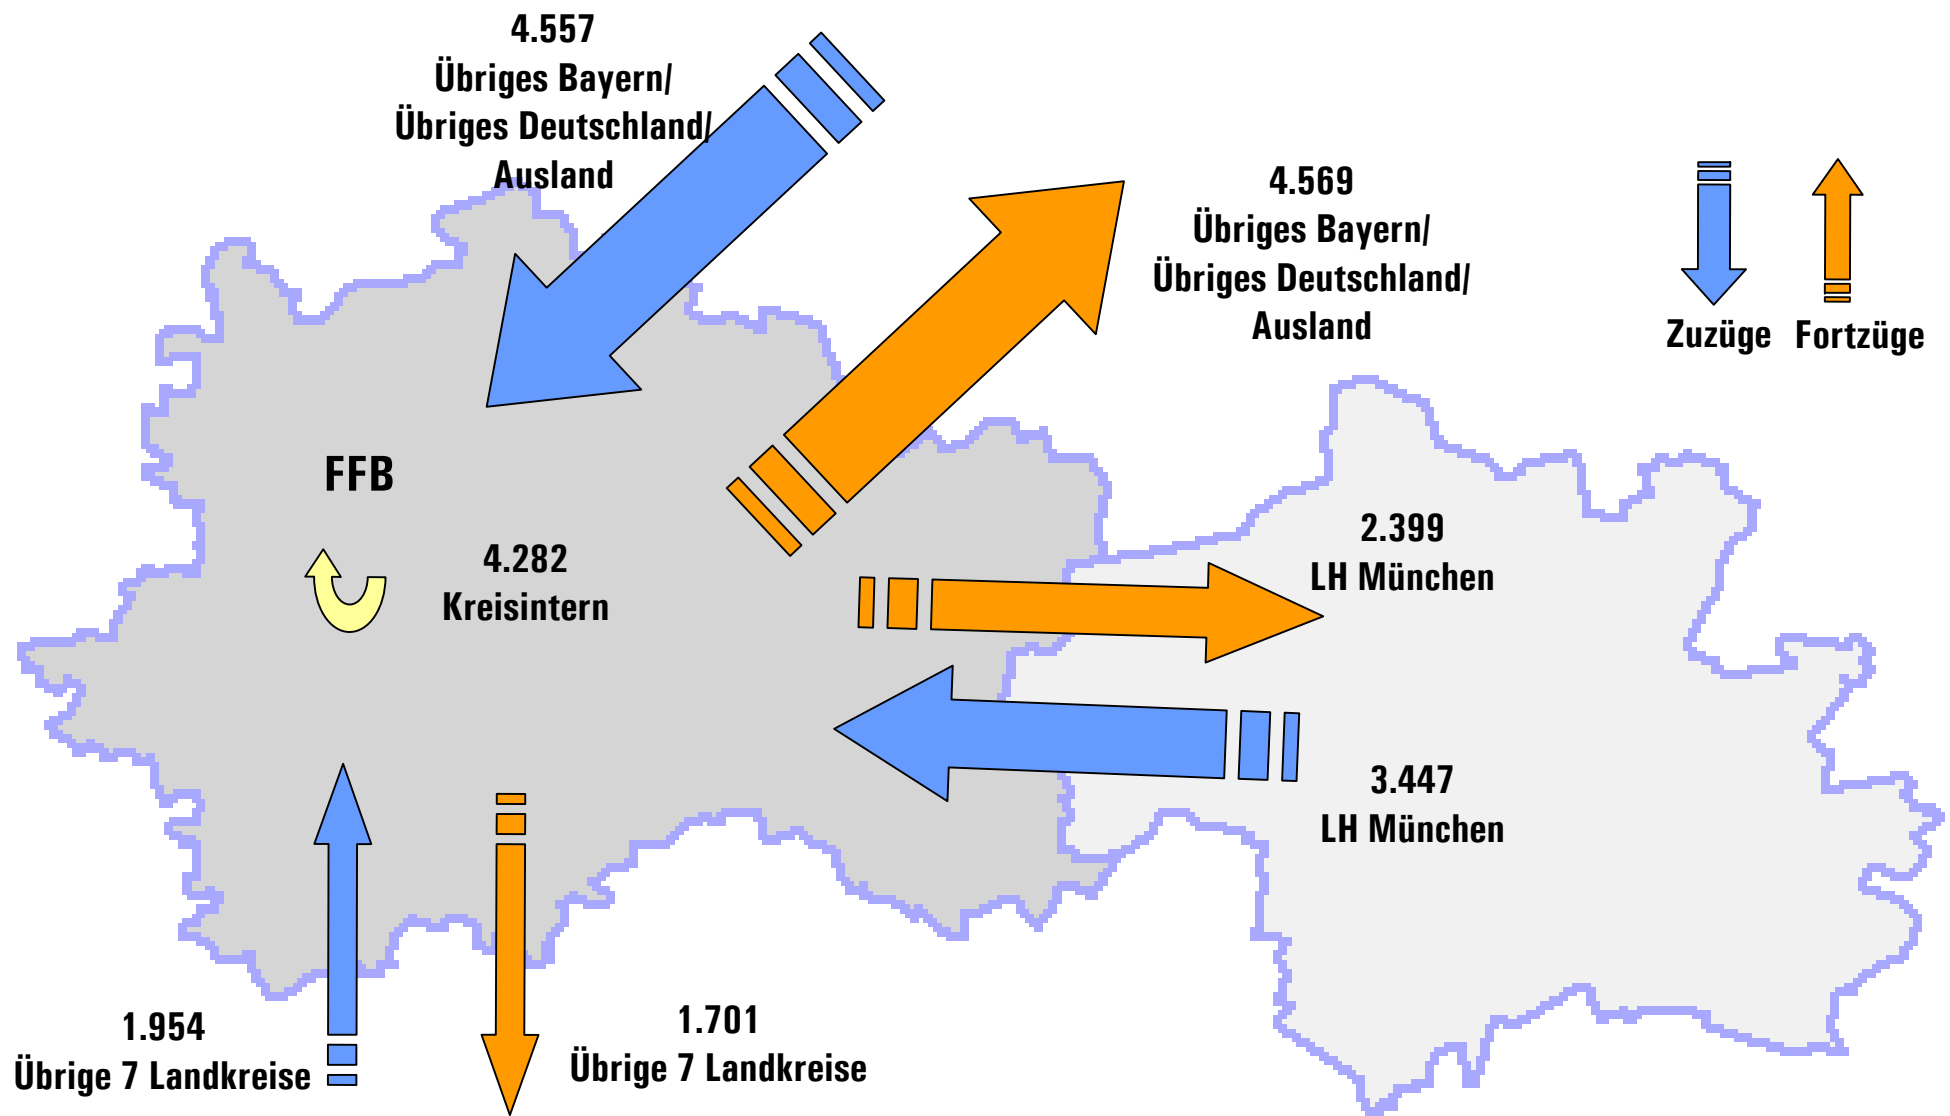 4.557
Übriges Bayern/
Übriges Deutschland/
Ausland
4.569
Übriges Bayern/
Übriges Deutschland/
Ausland
Zuzüge Fortzüge
FFB
4.282
Kreisintern
2.399
LH München
3.447
LH München
1.954
Übrige 7 Landkreise
1.701
Übrige 7 Landkreise